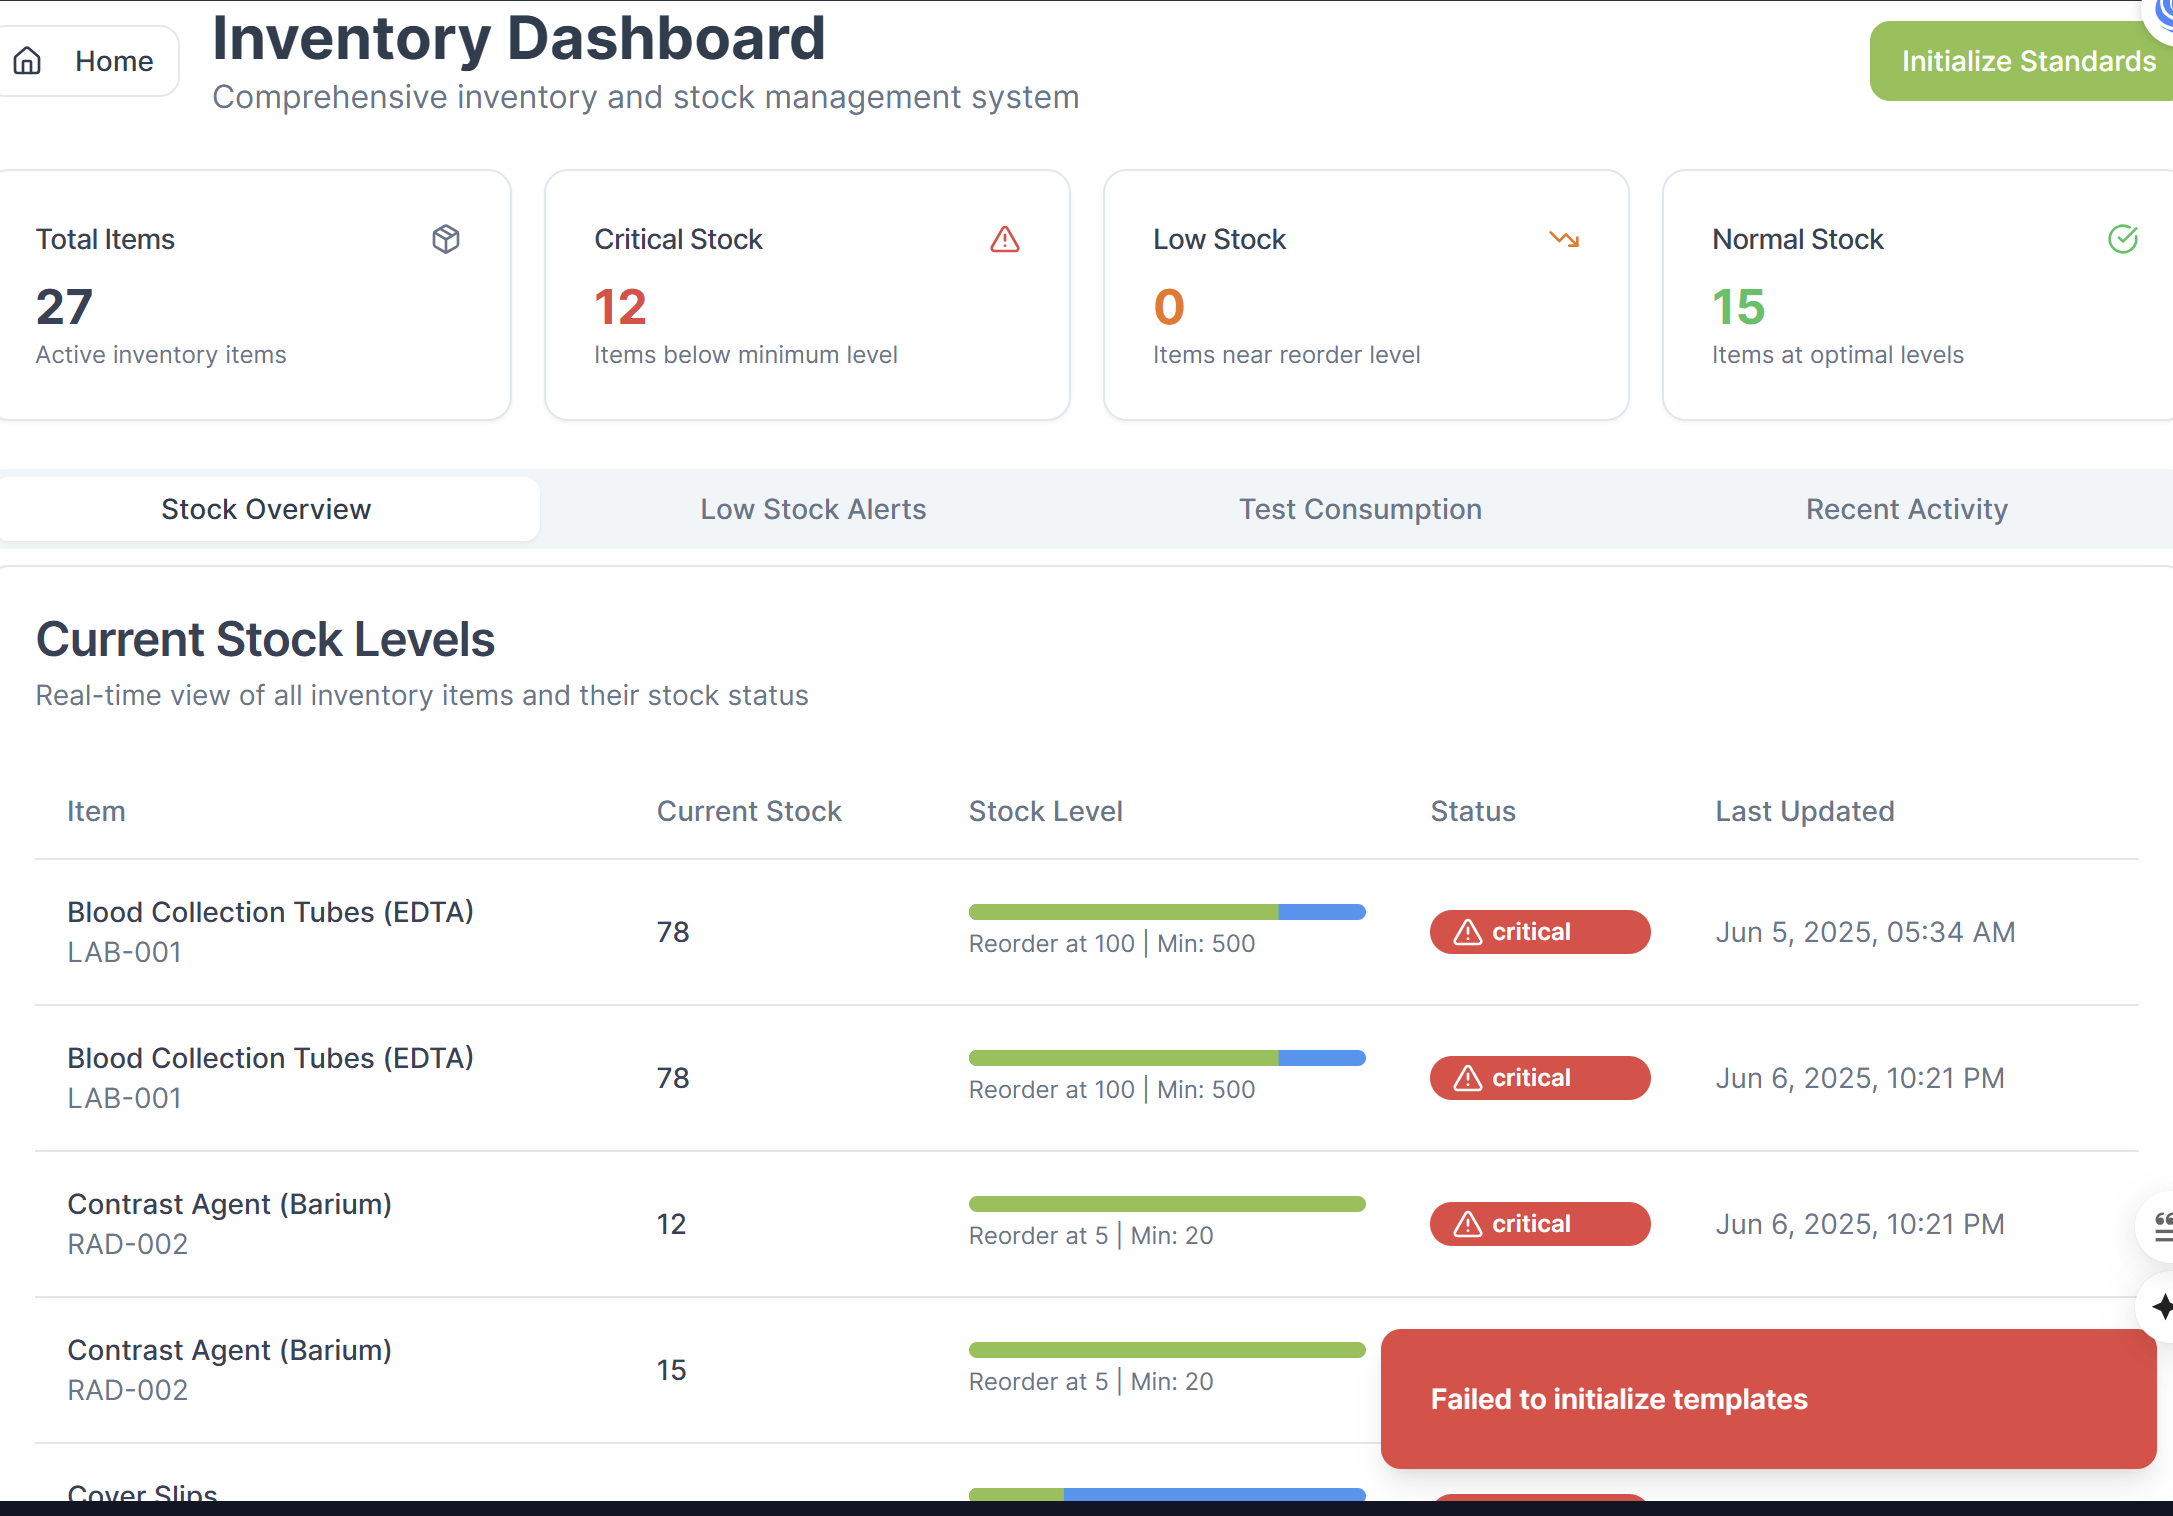 Home
Inventory Dashboard
Comprehensive inventory and stock management system
Initialize Standards
Total Items
27
Active inventory items
Critical Stock
12
Items below minimum level
Low Stock
0
Items near reorder level
Normal Stock
15
Items at optimal levels
Stock Overview
Low Stock Alerts
Test Consumption
Recent Activity
Current Stock Levels
Real-time view of all inventory items and their stock status
Item
Current Stock
Stock Level
Status
Last Updated
Blood Collection Tubes (EDTA)
LAB-001
78
Reorder at 100 | Min: 500
critical
Jun 5, 2025, 05:34 AM
Blood Collection Tubes (EDTA)
LAB-001
78
Reorder at 100 | Min: 500
critical
Jun 6, 2025, 10:21 PM
Contrast Agent (Barium)
RAD-002
12
Reorder at 5 | Min: 20
critical
Jun 6, 2025, 10:21 PM
Contrast Agent (Barium)
RAD-002
15
Reorder at 5 | Min: 20
Failed to initialize templates
Cover Slips